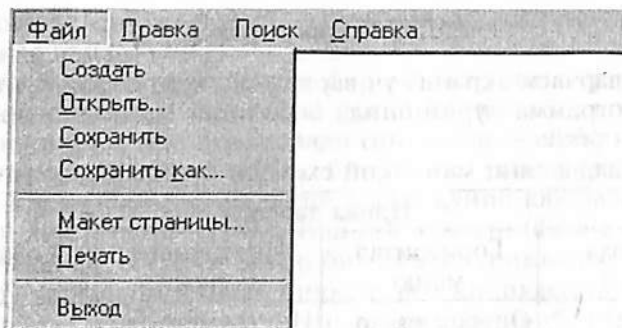 Файл Правка Поиск Справка
Создать
Открыть...
Сохранить
Сохранить как...
Макет страницы...
Печать
Выход